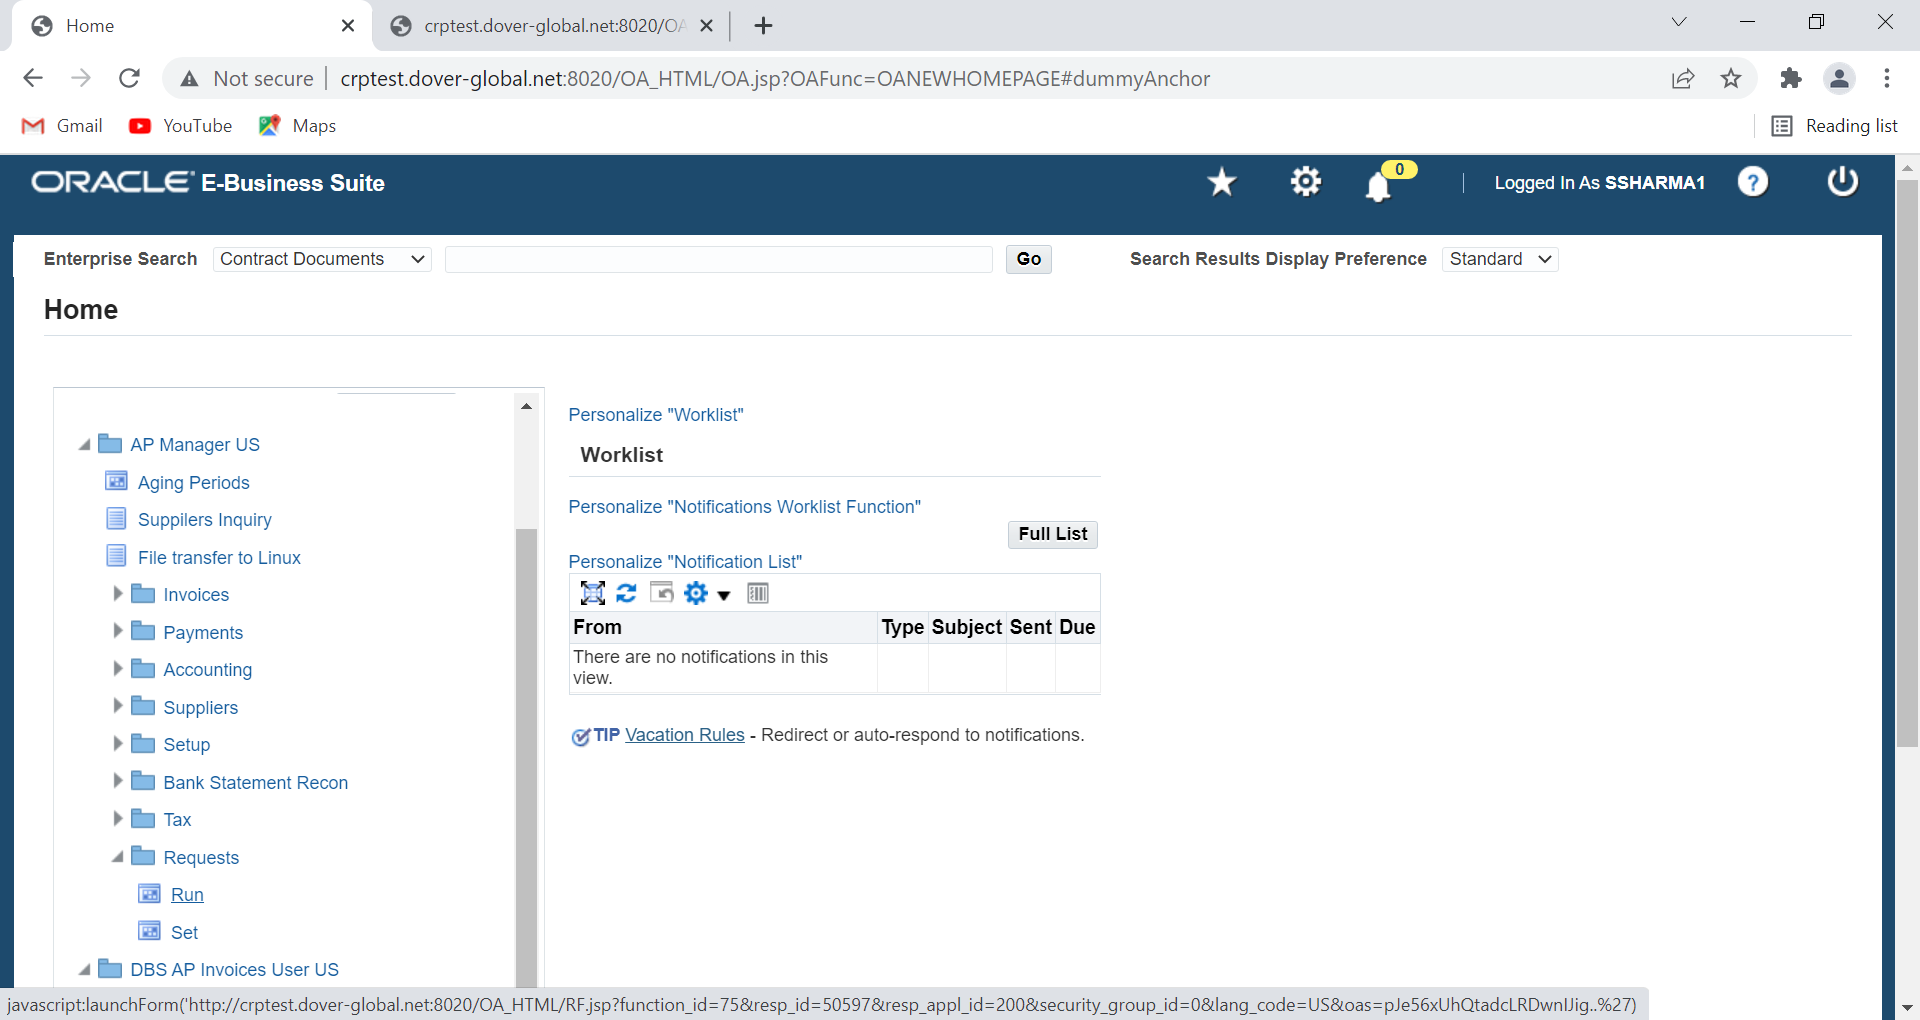 Home
crptest.dover-global.net:8020/OA
Not secure
crptest.dover-global.net:8020/OA_HTML/OA.jsp?OAFunc=OANEWHOMEPAGE#dummyAnchor
Gmail
YouTube
Maps
Reading list
ORACLE E-Business Suite
0
Logged In As SSHARMA1
?
Enterprise Search
Contract Documents
Go
Search Results Display Preference
Standard
Home
AP Manager US
Aging Periods
Suppilers Inquiry
File transfer to Linux
Invoices
Payments
Accounting
Suppliers
Setup
Bank Statement Recon
Tax
Requests
Run
Set
DBS AP Invoices User US
Personalize "Worklist"
Worklist
Personalize "Notifications Worklist Function"
Full List
Personalize "Notification List"
From Type Subject Sent Due
There are no notifications in this
view.
TIP Vacation Rules - Redirect or auto-respond to notifications.
javascript:launchForm('http://crptest.dover-global.net:8020/OA_HTML/RF.jsp?function_id=75&resp_id=50597&resp_appl_id=200&security_group_id=0&lang_code=US&oas=pJe56xUhQtadcLRDwnIJig..%27)